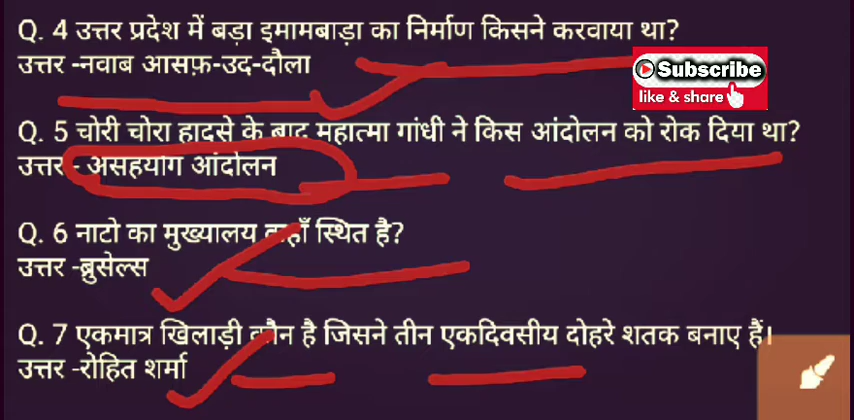 Q. 4 उत्तर प्रदेश में बड़ा इमामबाड़ा का निर्माण किसने करवाया था?
उत्तर -नवाब आसफ़-उद-दौला
Subscribe
like & share
Q. 5 चोरी चोरा हादसे के बाद महात्मा गांधी ने किस आंदोलन को रोक दिया था?
उत्तर - असहयोग आंदोलन
Q. 6 नाटो का मुख्यालय कहाँ स्थित है?
उत्तर -ब्रुसेल्स
Q. 7 एकमात्र खिलाड़ी कौन है जिसने तीन एकदिवसीय दोहरे शतक बनाए हैं।
उत्तर -रोहित शर्मा